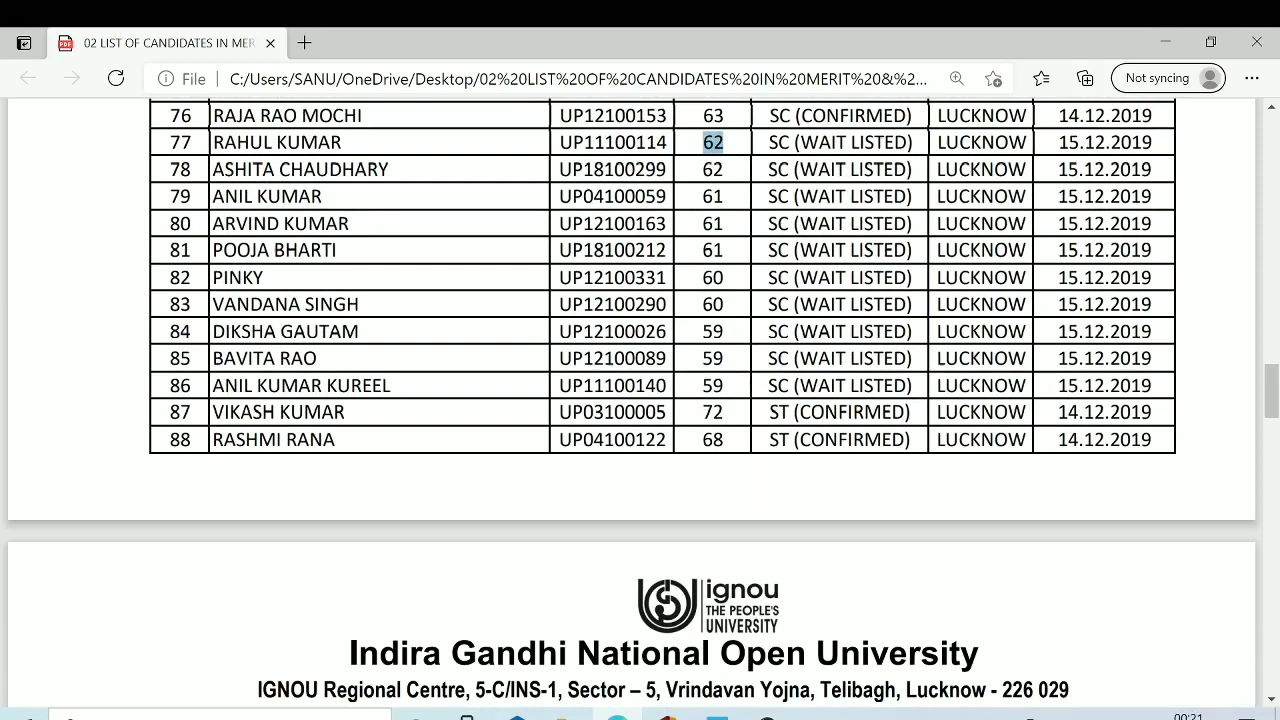 02 LIST OF CANDIDATES IN MER
File C:/Users/SANU/OneDrive/Desktop/02%20LIST%20OF%20CANDIDATES%20IN%20MERIT%20&%2... Not syncing
76 RAJA RAO MOCHI UP12100153 63 SC (CONFIRMED) LUCKNOW 14.12.2019
77 RAHUL KUMAR UP11100114 62 SC (WAIT LISTED) LUCKNOW 15.12.2019
78 ASHITA CHAUDHARY UP18100299 62 SC (WAIT LISTED) LUCKNOW 15.12.2019
79 ANIL KUMAR UP04100059 61 SC (WAIT LISTED) LUCKNOW 15.12.2019
80 ARVIND KUMAR UP12100163 61 SC (WAIT LISTED) LUCKNOW 15.12.2019
81 POOJA BHARTI UP18100212 61 SC (WAIT LISTED) LUCKNOW 15.12.2019
82 PINKY UP12100331 60 SC (WAIT LISTED) LUCKNOW 15.12.2019
83 VANDANA SINGH UP12100290 60 SC (WAIT LISTED) LUCKNOW 15.12.2019
84 DIKSHA GAUTAM UP12100026 59 SC (WAIT LISTED) LUCKNOW 15.12.2019
85 BAVITA RAO UP12100089 59 SC (WAIT LISTED) LUCKNOW 15.12.2019
86 ANIL KUMAR KUREEL UP11100140 59 SC (WAIT LISTED) LUCKNOW 15.12.2019
87 VIKASH KUMAR UP03100005 72 ST (CONFIRMED) LUCKNOW 14.12.2019
88 RASHMI RANA UP04100122 68 ST (CONFIRMED) LUCKNOW 14.12.2019
ignou
THE PEOPLE'S
UNIVERSITY
Indira Gandhi National Open University
IGNOU Regional Centre, 5-C/INS-1, Sector – 5, Vrindavan Yojna, Telibagh, Lucknow - 226 029
00:21